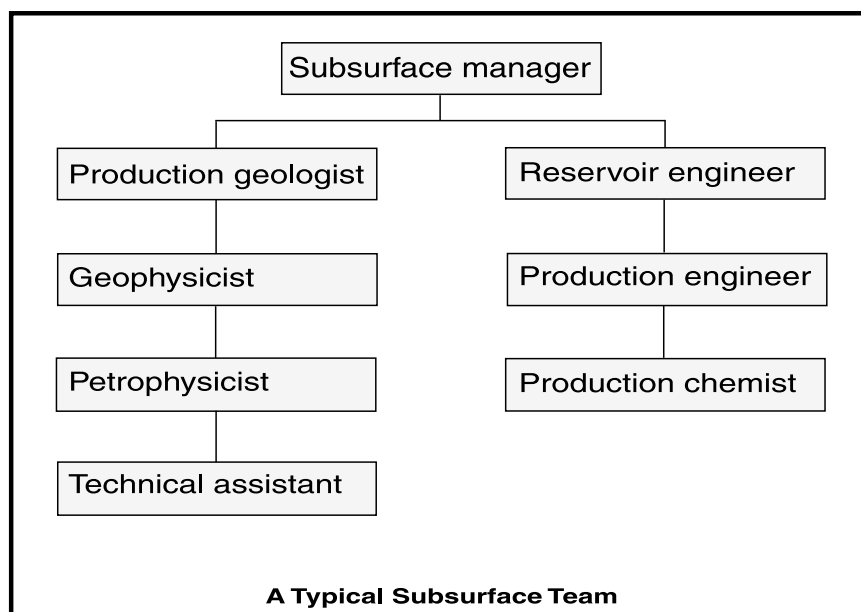 Subsurface manager
Production geologist
Reservoir engineer
Geophysicist
Production engineer
Petrophysicist
Production chemist
Technical assistant
A Typical Subsurface Team